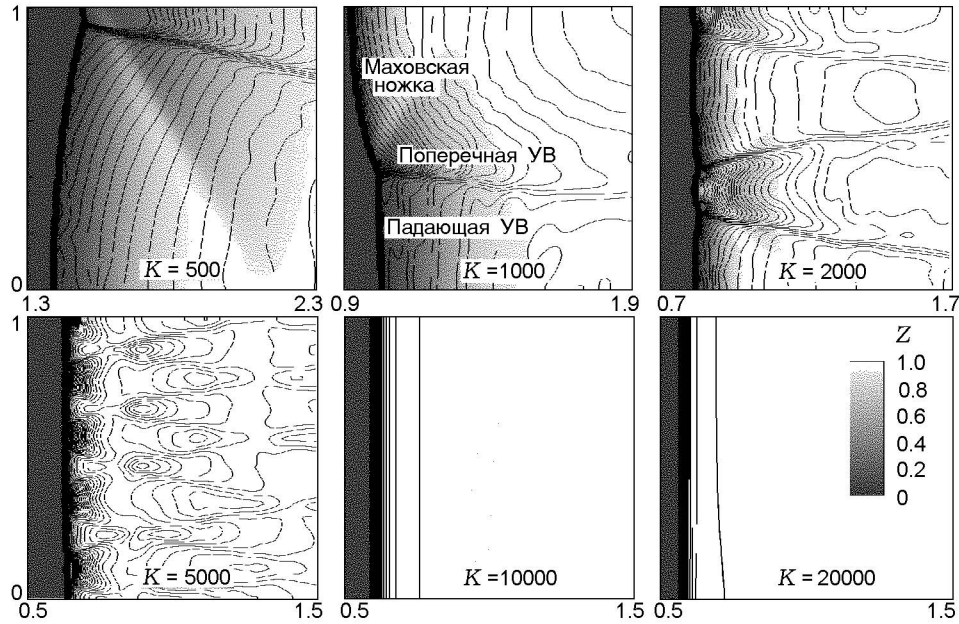 1
Маховская
ножка
Поперечная УВ
Падающая УВ
0
K = 500
K = 1000
K = 2000
1.3
2.3
0.9
1.9
0.7
1.7
1
Z
1.0
0.8
0.6
0.4
0.2
0
0
K = 5000
K = 10000
K = 20000
0.5
1.5
0.5
1.5
0.5
1.5